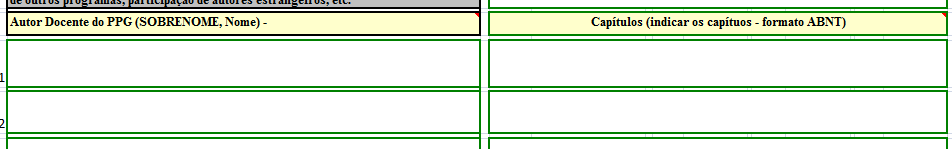 de outros programas, participação de autores estrangeiros, etc.
Autor Docente do PPG (SOBRENOME, Nome) -
Capítulos (indicar os capítuos - formato ABNT)
1
2